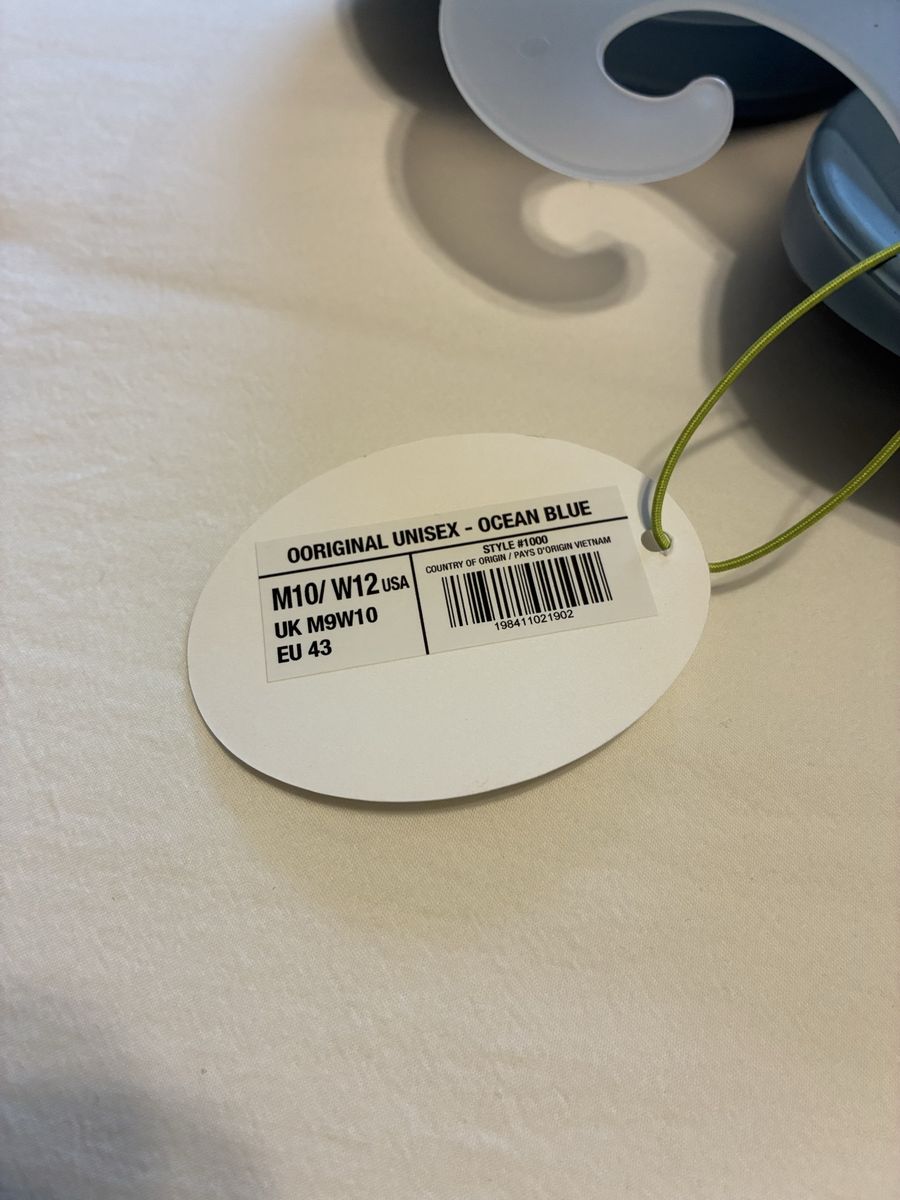 OORIGINAL UNISEX - OCEAN BLUE
M10/ W12 USA
UK M9W10
EU 43
STYLE #1000
COUNTRY OF ORIGIN / PAYS D'ORIGIN VIETNAM
198411021902